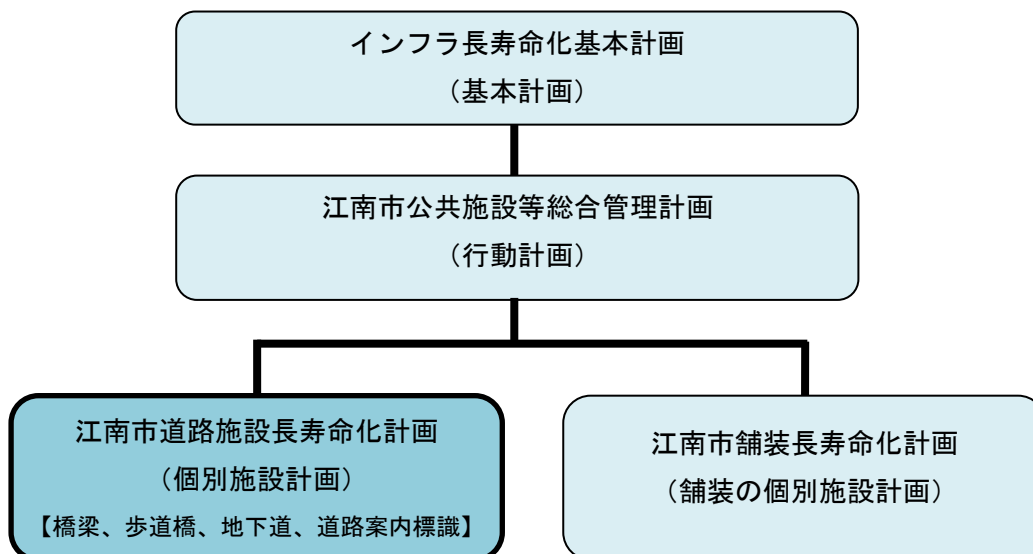 インフラ長寿命化基本計画
（基本計画）
江南市公共施設等総合管理計画
（行動計画）
江南市道路施設長寿命化計画
（個別施設計画）
【橋梁、歩道橋、地下道、道路案内標識】
江南市舗装長寿命化計画
（舗装の個別施設計画）